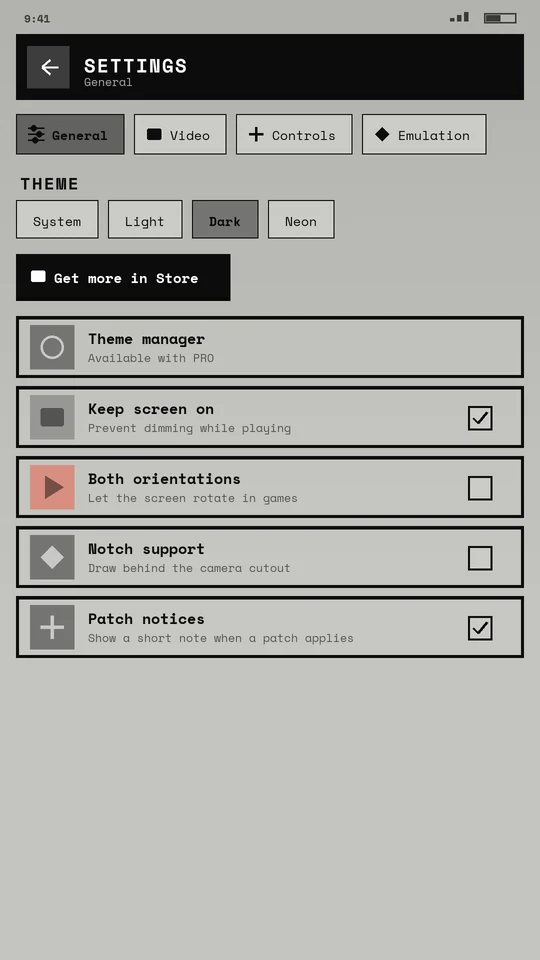 9:41
SETTINGS
General
General
Video
Controls
Emulation
THEME
System
Light
Dark
Neon
Get more in Store
Theme manager
Available with PRO
Keep screen on
Prevent dimming while playing
Both orientations
Let the screen rotate in games
Notch support
Draw behind the camera cutout
Patch notices
Show a short note when a patch applies